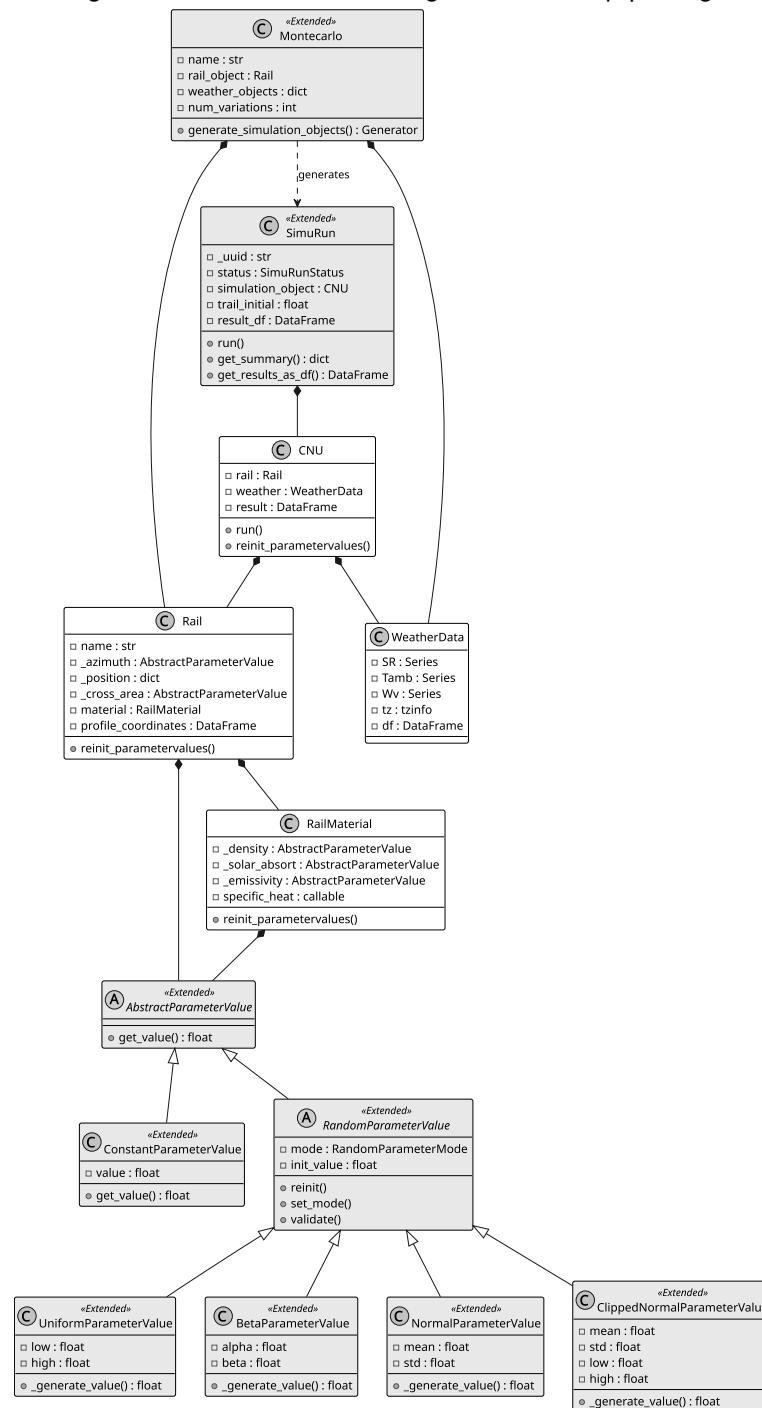 «Extended»
C Montecarlo
name : str
rail_object : Rail
weather_objects : dict
num_variations : int
generate_simulation_objects() : Generator
generates
«Extended»
C SimuRun
_uuid : str
status : SimuRunStatus
simulation_object : CNU
trail_initial : float
result_df : DataFrame
run()
get_summary() : dict
get_results_as_df() : DataFrame
C CNU
rail : Rail
weather : WeatherData
result : DataFrame
run()
reinit_parametervalues()
C Rail
name : str
_azimuth : AbstractParameterValue
_position : dict
_cross_area : AbstractParameterValue
material : RailMaterial
profile_coordinates : DataFrame
reinit_parametervalues()
C WeatherData
SR : Series
Tamb : Series
Wv : Series
tz : tzinfo
df : DataFrame
C RailMaterial
_density : AbstractParameterValue
_solar_absort : AbstractParameterValue
_emissivity : AbstractParameterValue
specific_heat : callable
reinit_parametervalues()
«Extended»
A AbstractParameterValue
get_value() : float
«Extended»
C ConstantParameterValue
value : float
get_value() : float
«Extended»
A RandomParameterValue
mode : RandomParameterMode
init_value : float
reinit()
set_mode()
validate()
«Extended»
C UniformParameterValue
low : float
high : float
_generate_value() : float
«Extended»
C BetaParameterValue
alpha : float
beta : float
_generate_value() : float
«Extended»
C NormalParameterValue
mean : float
std : float
_generate_value() : float
«Extended»
C ClippedNormalParameterValu
mean : float
std : float
low : float
high : float
_generate_value() : float